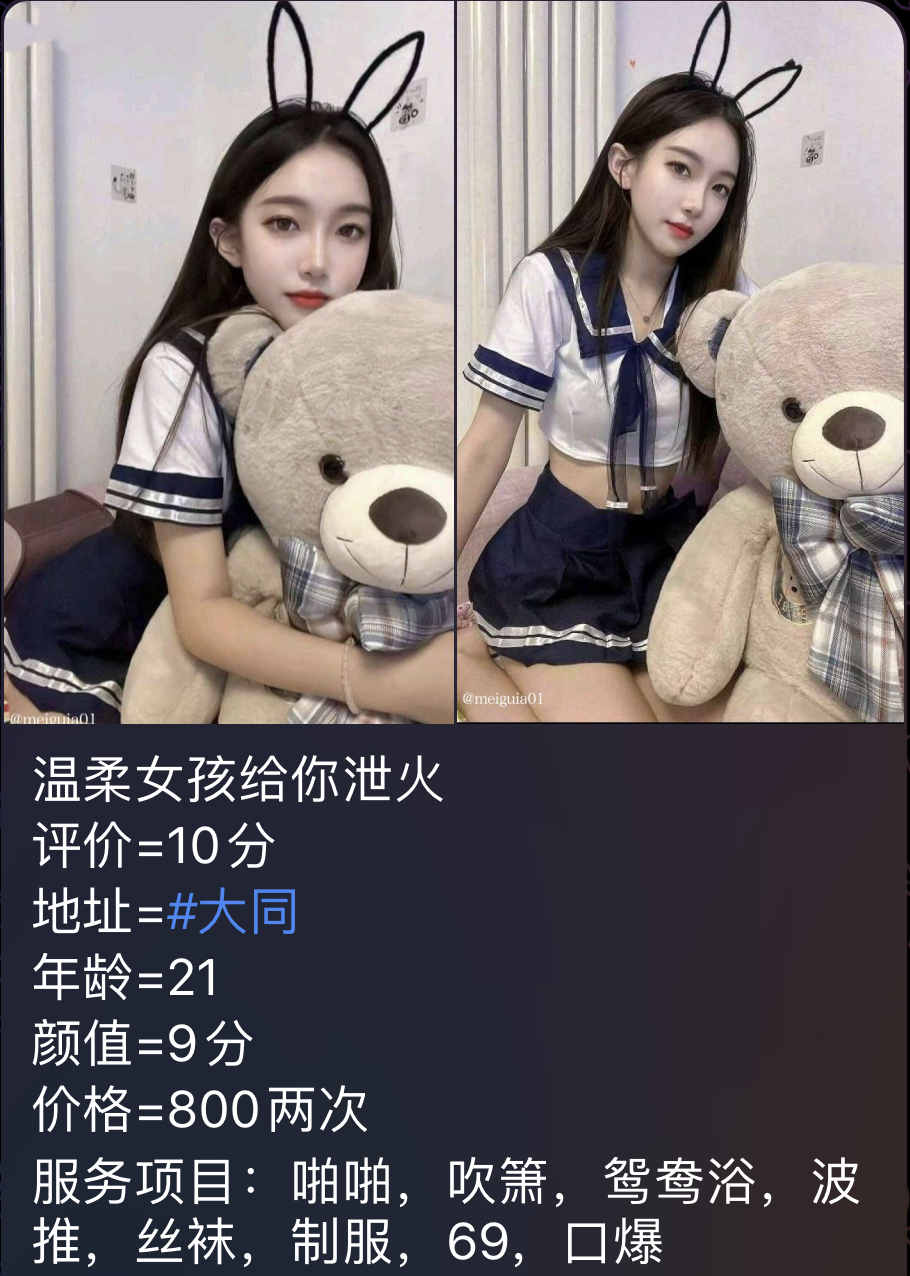 @meiguia01
@meiguia01
温柔女孩给你泄火
评价=10分
地址=#大同
年龄=21
颜值=9分
价格=800两次
服务项目：啪啪，吹箫，鸳鸯浴，波
推，丝袜，制服，69，口爆